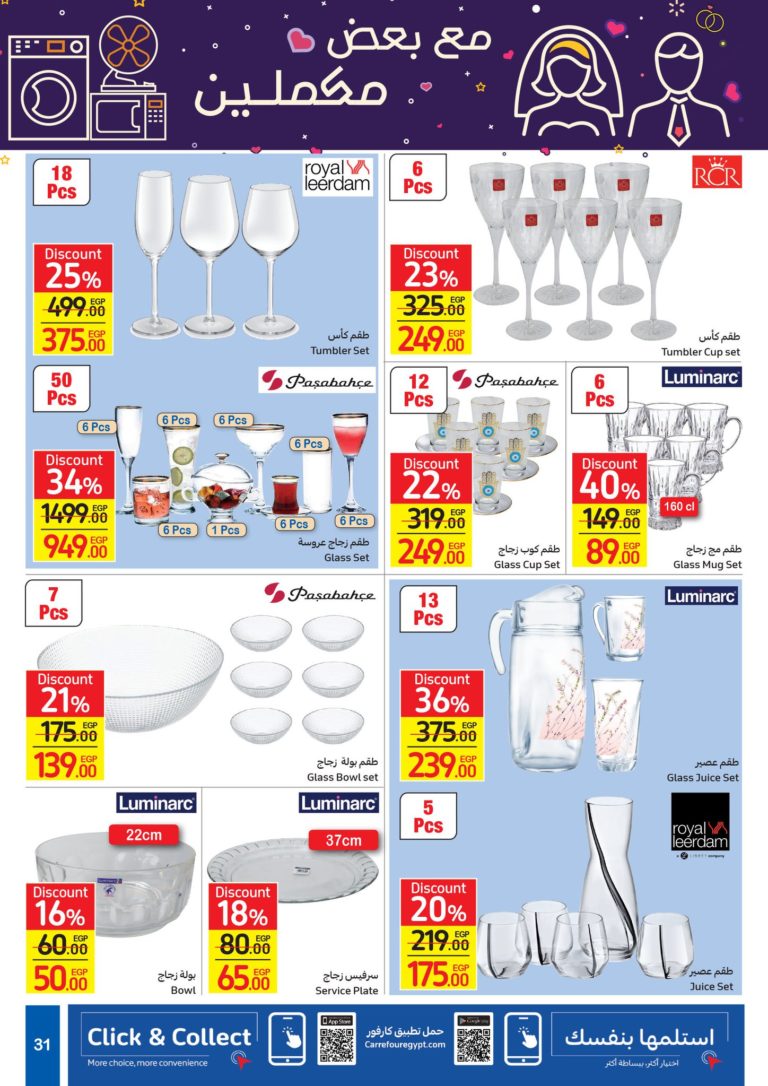 مع بعض
مكملين
18
Pcs
royal
leerdam
Discount
25%
499.00 EGP
375.00 EGP
طقم كأس
Tumbler Set
6
Pcs
RCR
Discount
23%
325.00 EGP
249.00 EGP
طقم كأس
Tumbler Cup set
50
Pcs
Paşabahçe
6 Pcs
6 Pcs
6 Pcs
6 Pcs
1 Pcs
6 Pcs
6 Pcs
6 Pcs
Discount
34%
1499.00 EGP
949.00 EGP
طقم زجاج عروسة
Glass Set
12
Pcs
Paşabahçe
Discount
22%
319.00 EGP
249.00 EGP
طقم كوب زجاج
Glass Cup Set
6
Pcs
Luminarc
160 cl
Discount
40%
149.00 EGP
89.00 EGP
طقم مج زجاج
Glass Mug Set
7
Pcs
Paşabahçe
Discount
21%
175.00 EGP
139.00 EGP
طقم بولة زجاج
Glass Bowl set
13
Pcs
Luminarc
Discount
36%
375.00 EGP
239.00 EGP
طقم عصير
Glass Juice Set
Luminarc
22cm
Luminarc
Discount
16%
60.00 EGP
50.00 EGP
بولة زجاج
Bowl
Luminarc
37cm
Discount
18%
80.00 EGP
65.00 EGP
سرفيس زجاج
Service Plate
5
Pcs
royal
leerdam
A LIBBEY company
Discount
20%
219.00 EGP
175.00 EGP
طقم عصير
Juice Set
31
Click & Collect
More choice, more convenience
App Store
حمل تطبيق كارفور
Carrefouregypt.com
Google play
استلمها بنفسك
اختيار أكتر، ببساطة أكتر